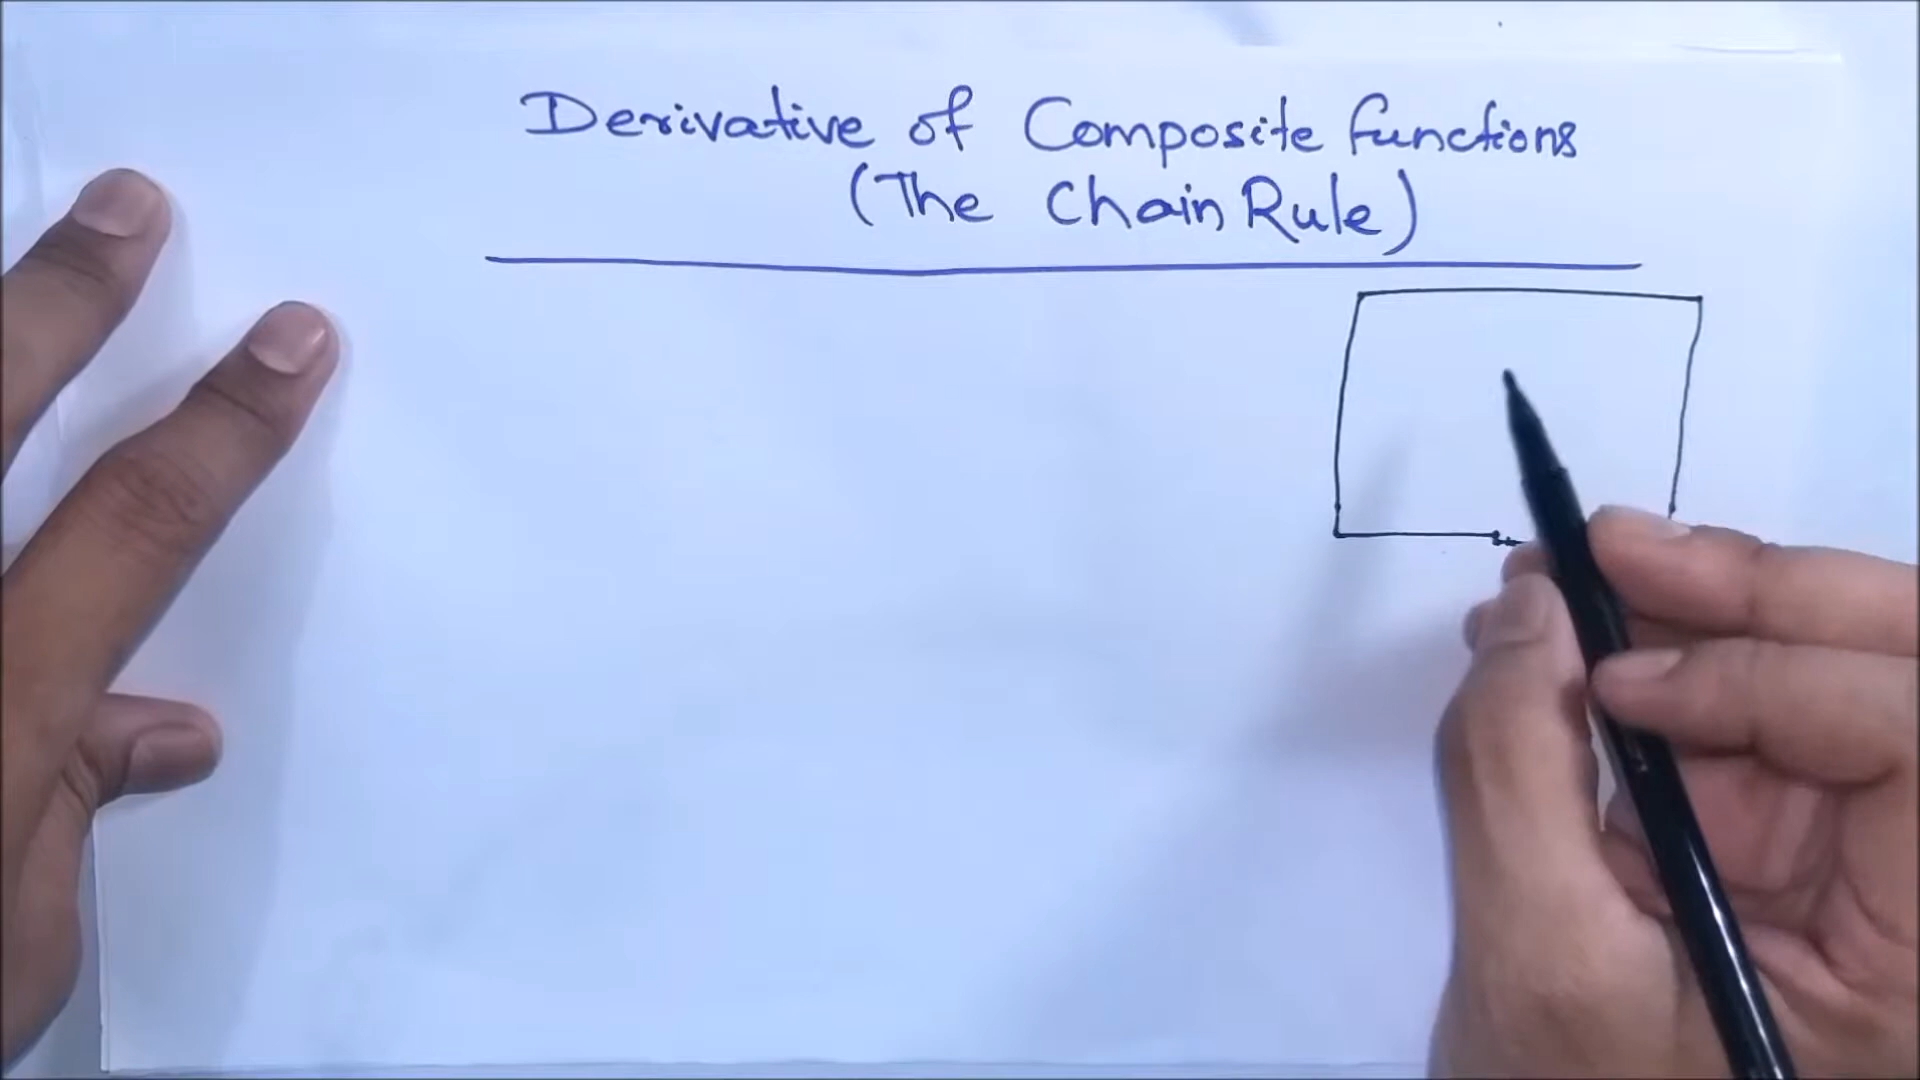 Derivative of Composite functions
(The Chain Rule)